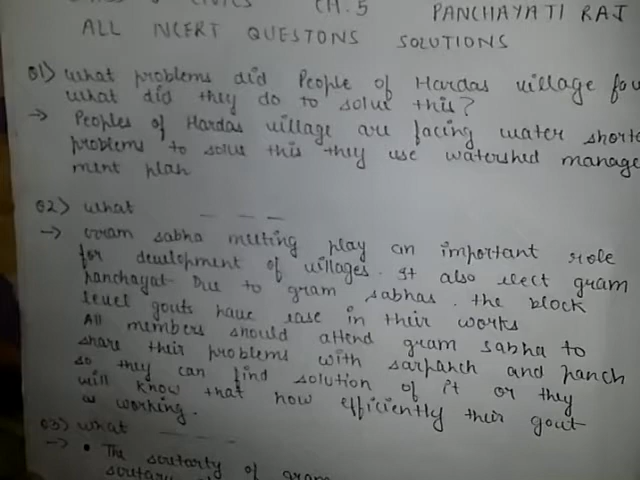 CIVICS CH.5 PANCHAYATI RAJ
ALL NCERT QUESTONS SOLUTIONS
Q1) What problems did People of Hardas village
what did they do to solve this?
→ Peoples of Hardas village are facing water
problems to solve this they use watershed manage
ment plan
Q2) What _ _ _
→ Gram sabha meeting play an important role
for development of villages. It also elect gram
panchayat Due to gram sabhas. the block
level govts have ease in their works
All members should attend gram sabha to
share their problems with sarpanch and panch
so they can find solution of it or they
will know that how efficiently their govt
is working.
Q3) What _ _ _
→ • The of gram